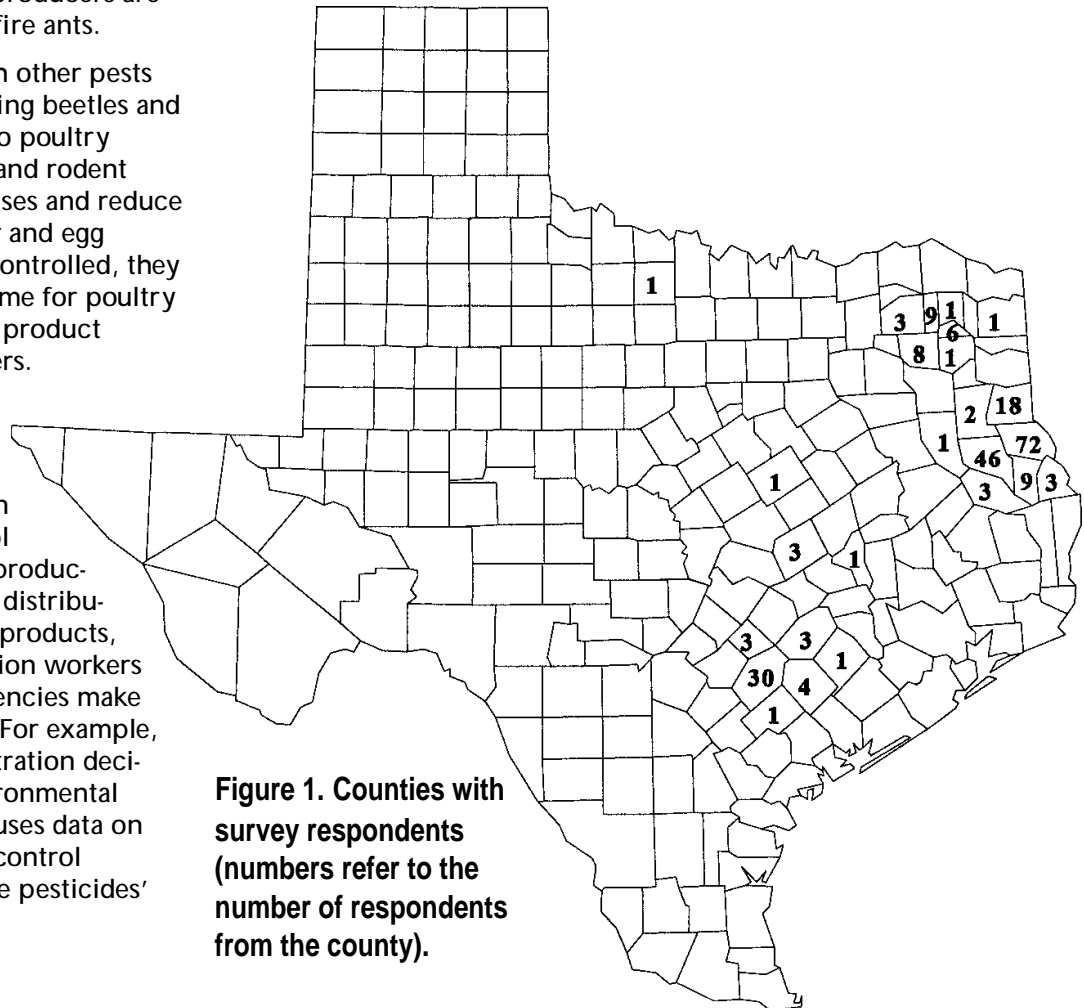 producers are
fire ants.
n other pests
ing beetles and
o poultry
and rodent
ses and reduce
and egg
ontrolled, they
me for poultry
product
ers.
n
ol
produc-
distribu-
products,
ion workers
encies make
For example,
tration deci-
ronmental
uses data on
control
e pesticides'
1
3 9 1 1
6
8 1
2 18
1 46 72
3 9 3
1
3 1
3 3 1
30 4
1
Figure 1. Counties with
survey respondents
(numbers refer to the
number of respondents
from the county).